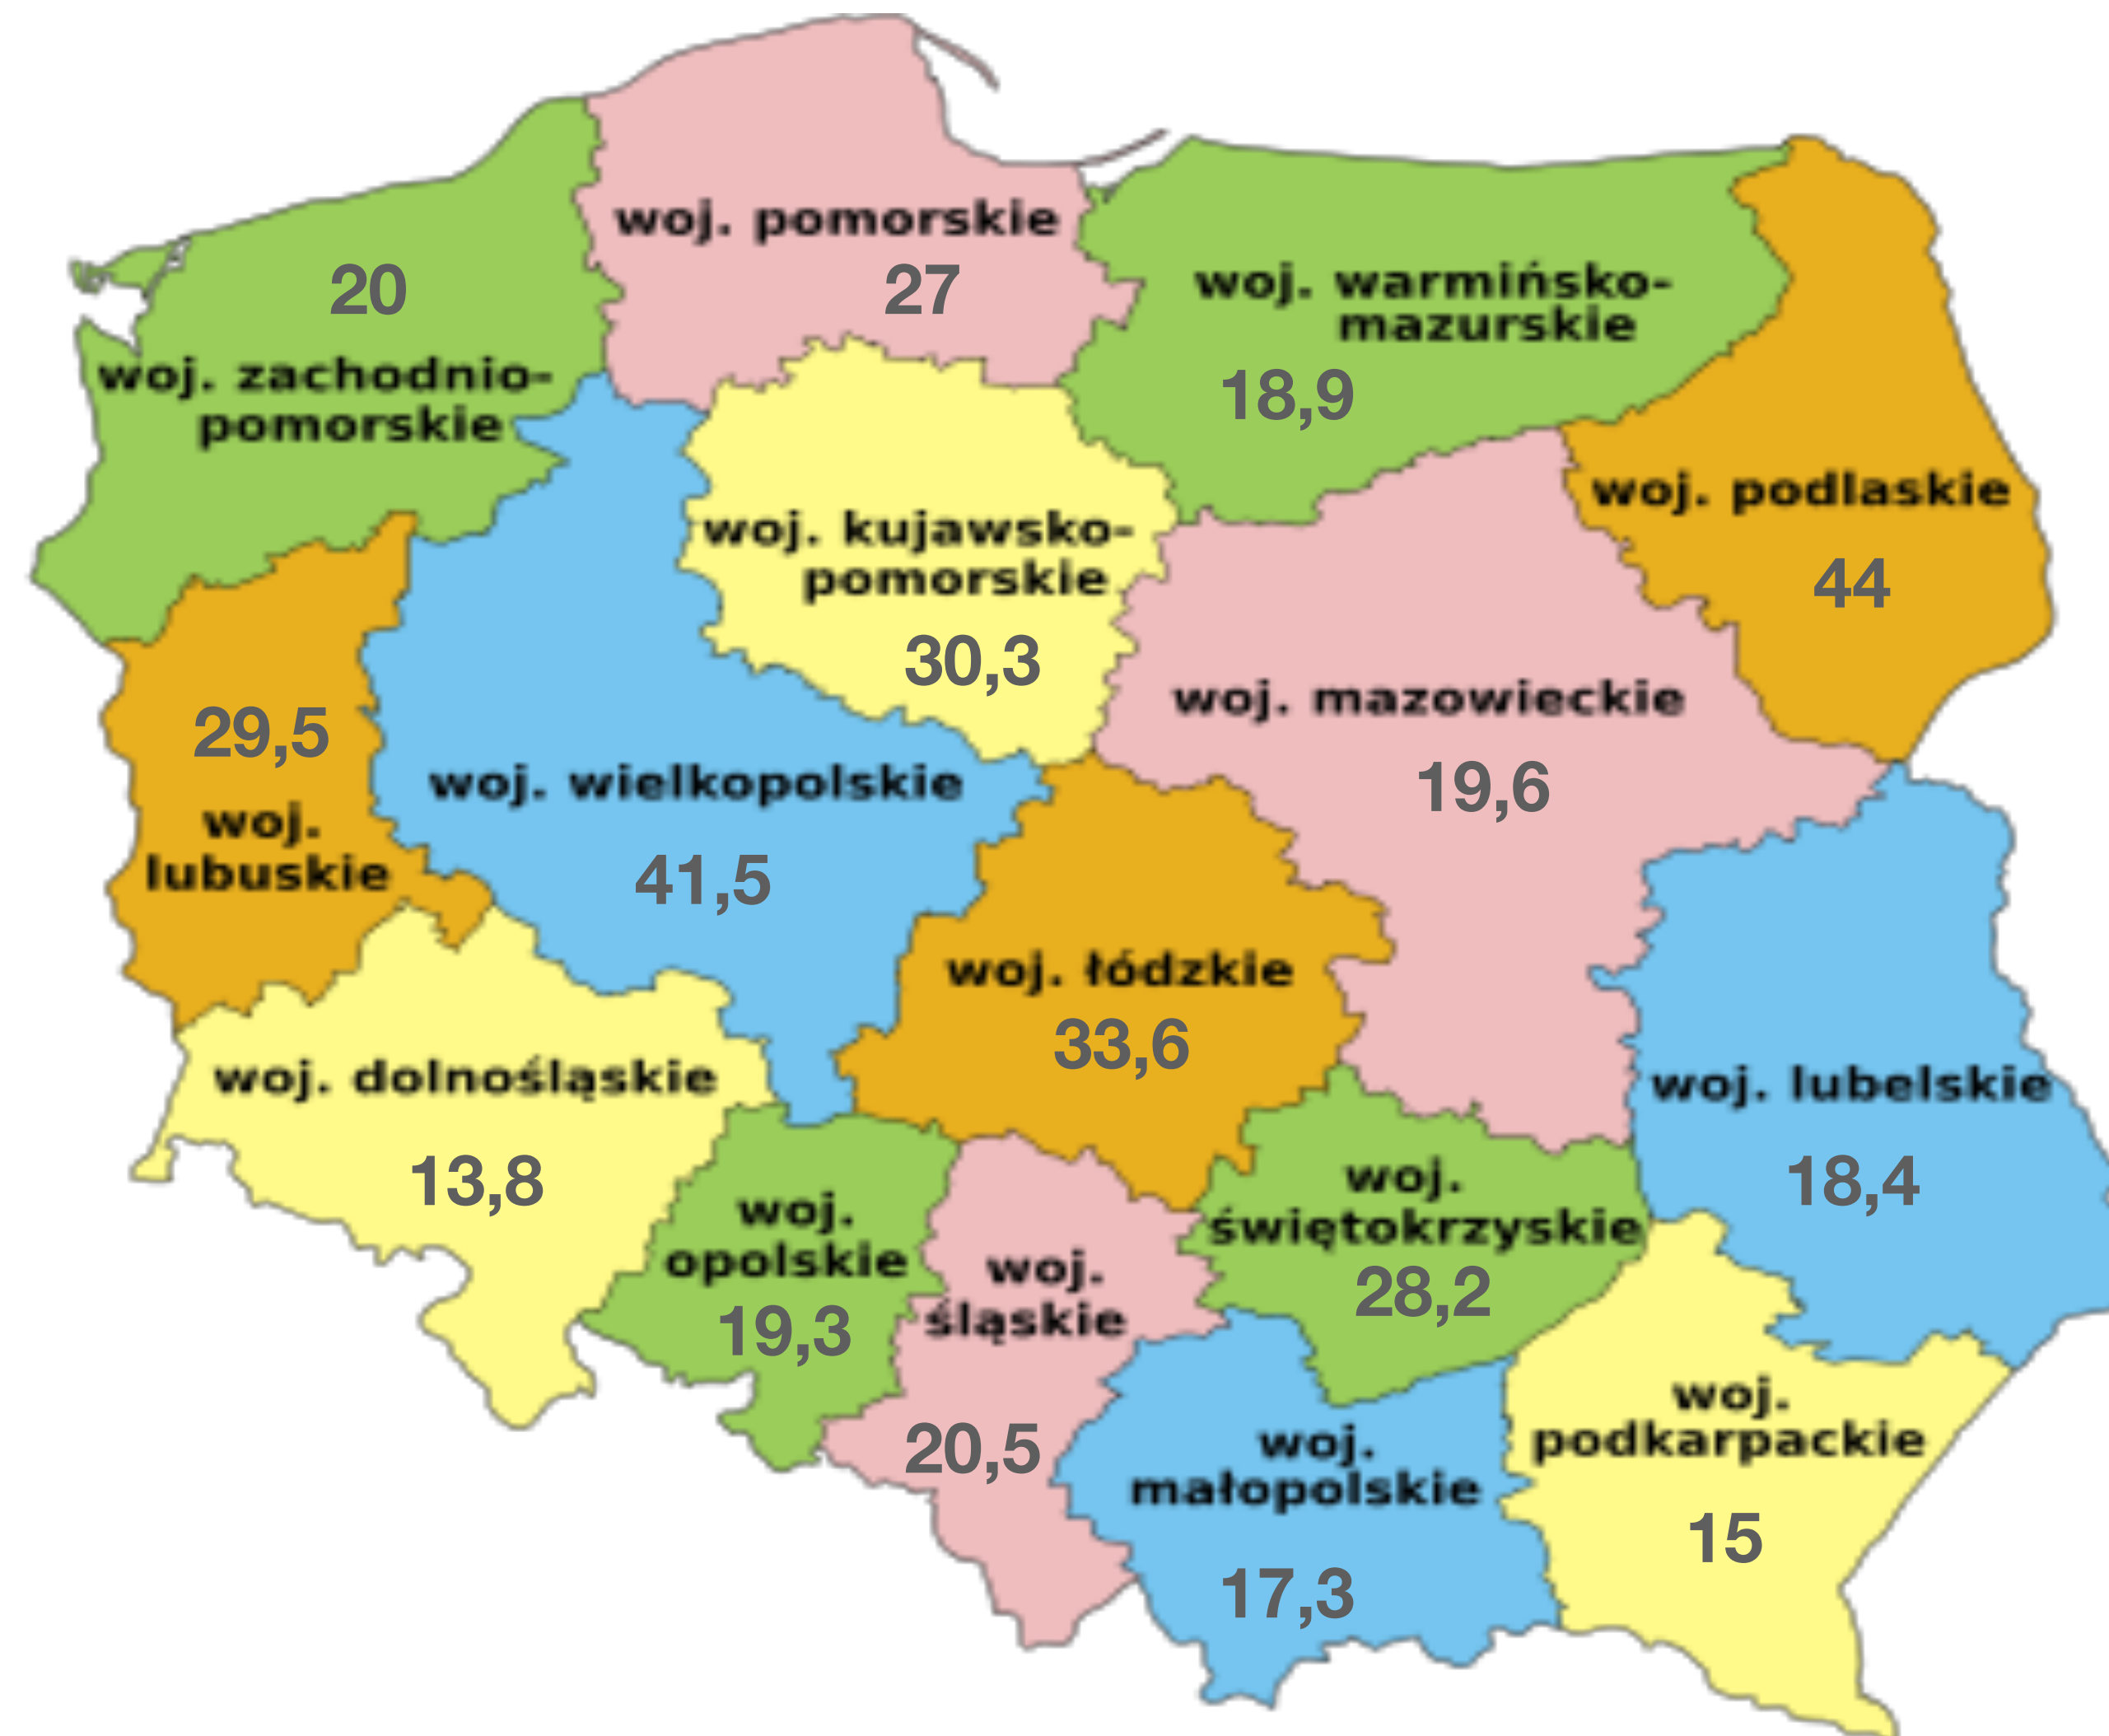 woj. pomorskie
27
20
woj. zachodnio-
pomorskie
woj. warmińsko-
mazurskie
18,9
woj. podlaskie
44
woj. kujawsko-
pomorskie
30,3
29,5
woj.
lubuskie
woj. wielkopolskie
41,5
woj. mazowieckie
19,6
woj. łódzkie
33,6
woj. dolnośląskie
13,8
woj. lubelskie
18,4
woj.
opolskie
19,3
woj.
śląskie
20,5
woj.
świętokrzyskie
28,2
woj.
małopolskie
17,3
woj.
podkarpackie
15